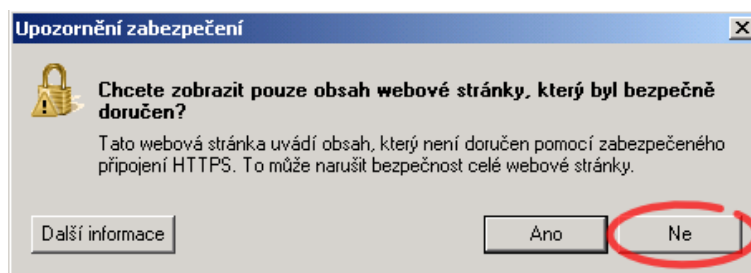 Upozornění zabezpečení
Chcete zobrazit pouze obsah webové stránky, který byl bezpečně
doručen?
Tato webová stránka uvádí obsah, který není doručen pomocí zabezpečeného
připojení HTTPS. To může narušit bezpečnost celé webové stránky.
Další informace
Ano
Ne